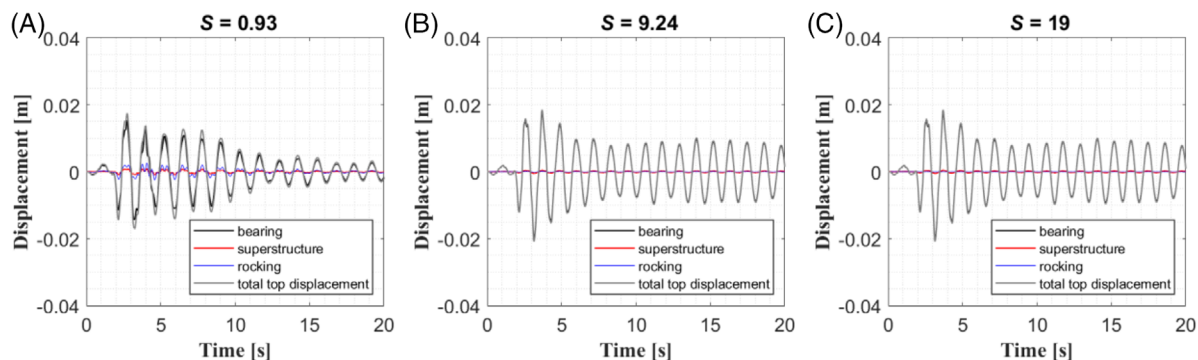 (A)
S = 0.93
0.04
0.02
0
-0.02
-0.04
Displacement [m]
0 5 10 15 20
Time [s]
bearing
superstructure
rocking
total top displacement
(B)
S = 9.24
0.04
0.02
0
-0.02
-0.04
Displacement [m]
0 5 10 15 20
Time [s]
bearing
superstructure
rocking
total top displacement
(C)
S = 19
0.04
0.02
0
-0.02
-0.04
Displacement [m]
0 5 10 15 20
Time [s]
bearing
superstructure
rocking
total top displacement